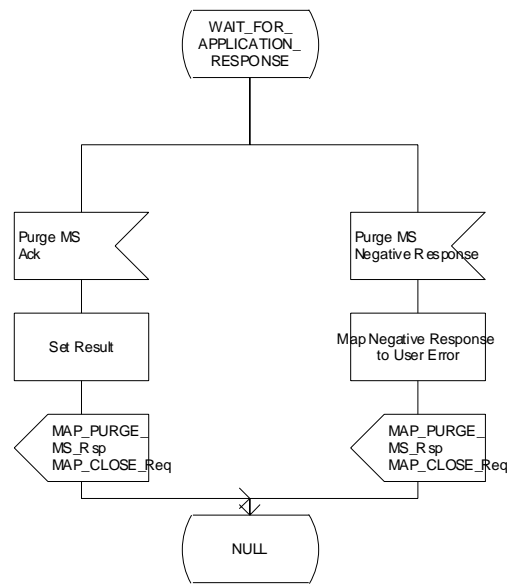 WAIT_FOR_
APPLICATION_
RESPONSE
Purge MS
Ack
Purge MS
Negative Response
Set Result
Map Negative Response
to User Error
MAP_PURGE_
MS_Rsp
MAP_CLOSE_Req
MAP_PURGE_
MS_Rsp
MAP_CLOSE_Req
NULL